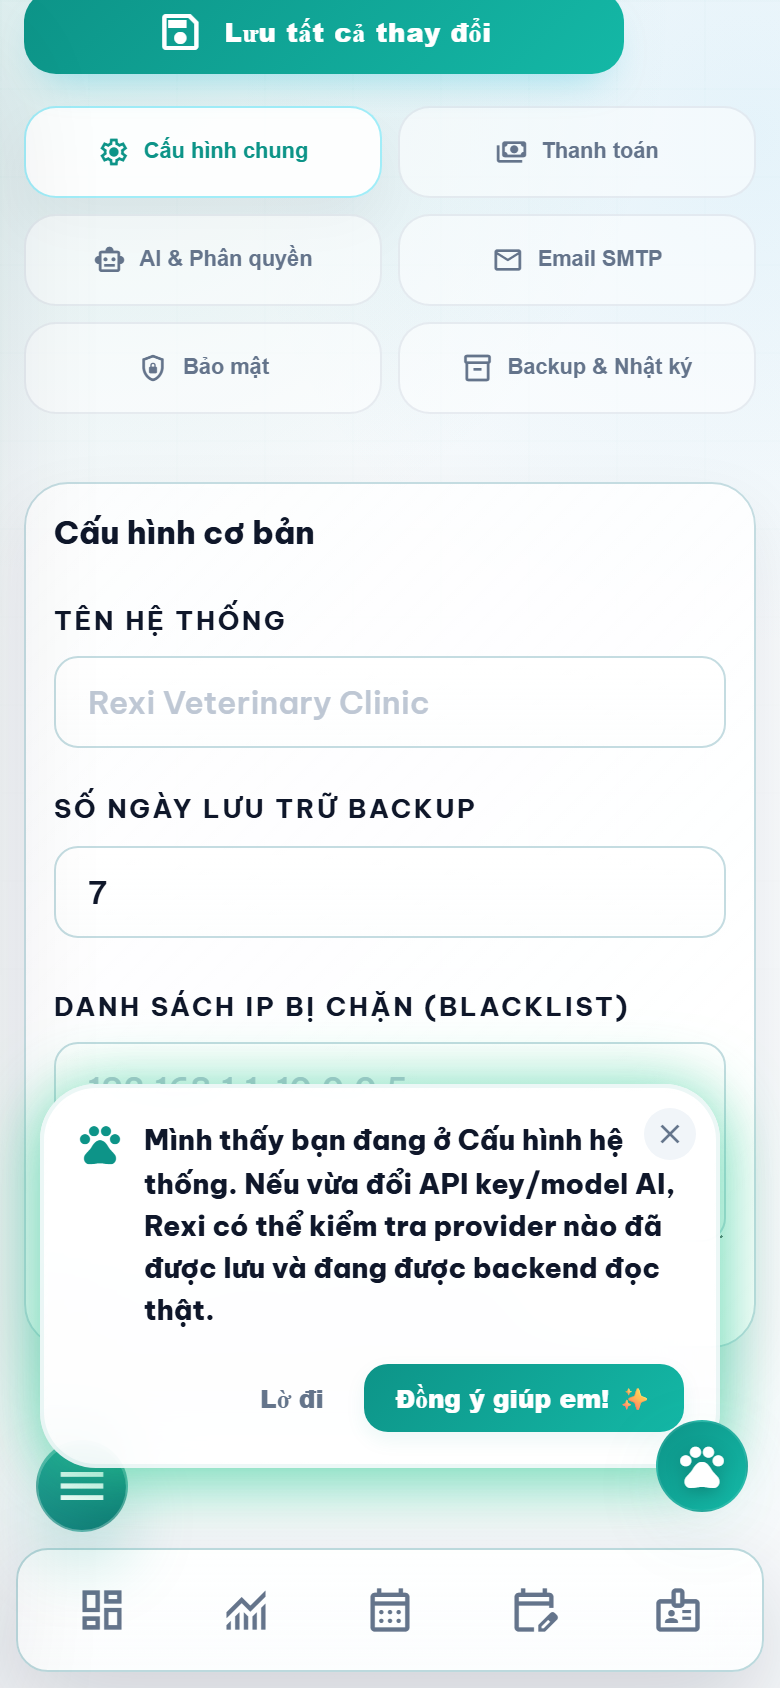 Lưu tất cả thay đổi
Cấu hình chung
Thanh toán
AI & Phân quyền
Email SMTP
Bảo mật
Backup & Nhật ký
Cấu hình cơ bản
TÊN HỆ THỐNG
Rexi Veterinary Clinic
SỐ NGÀY LƯU TRỮ BACKUP
7
DANH SÁCH IP BỊ CHẶN (BLACKLIST)
Mình thấy bạn đang ở Cấu hình hệ
thống. Nếu vừa đổi API key/model AI,
Rexi có thể kiểm tra provider nào đã
được lưu và đang được backend đọc
thật.
Lờ đi
Đồng ý giúp em! ✨